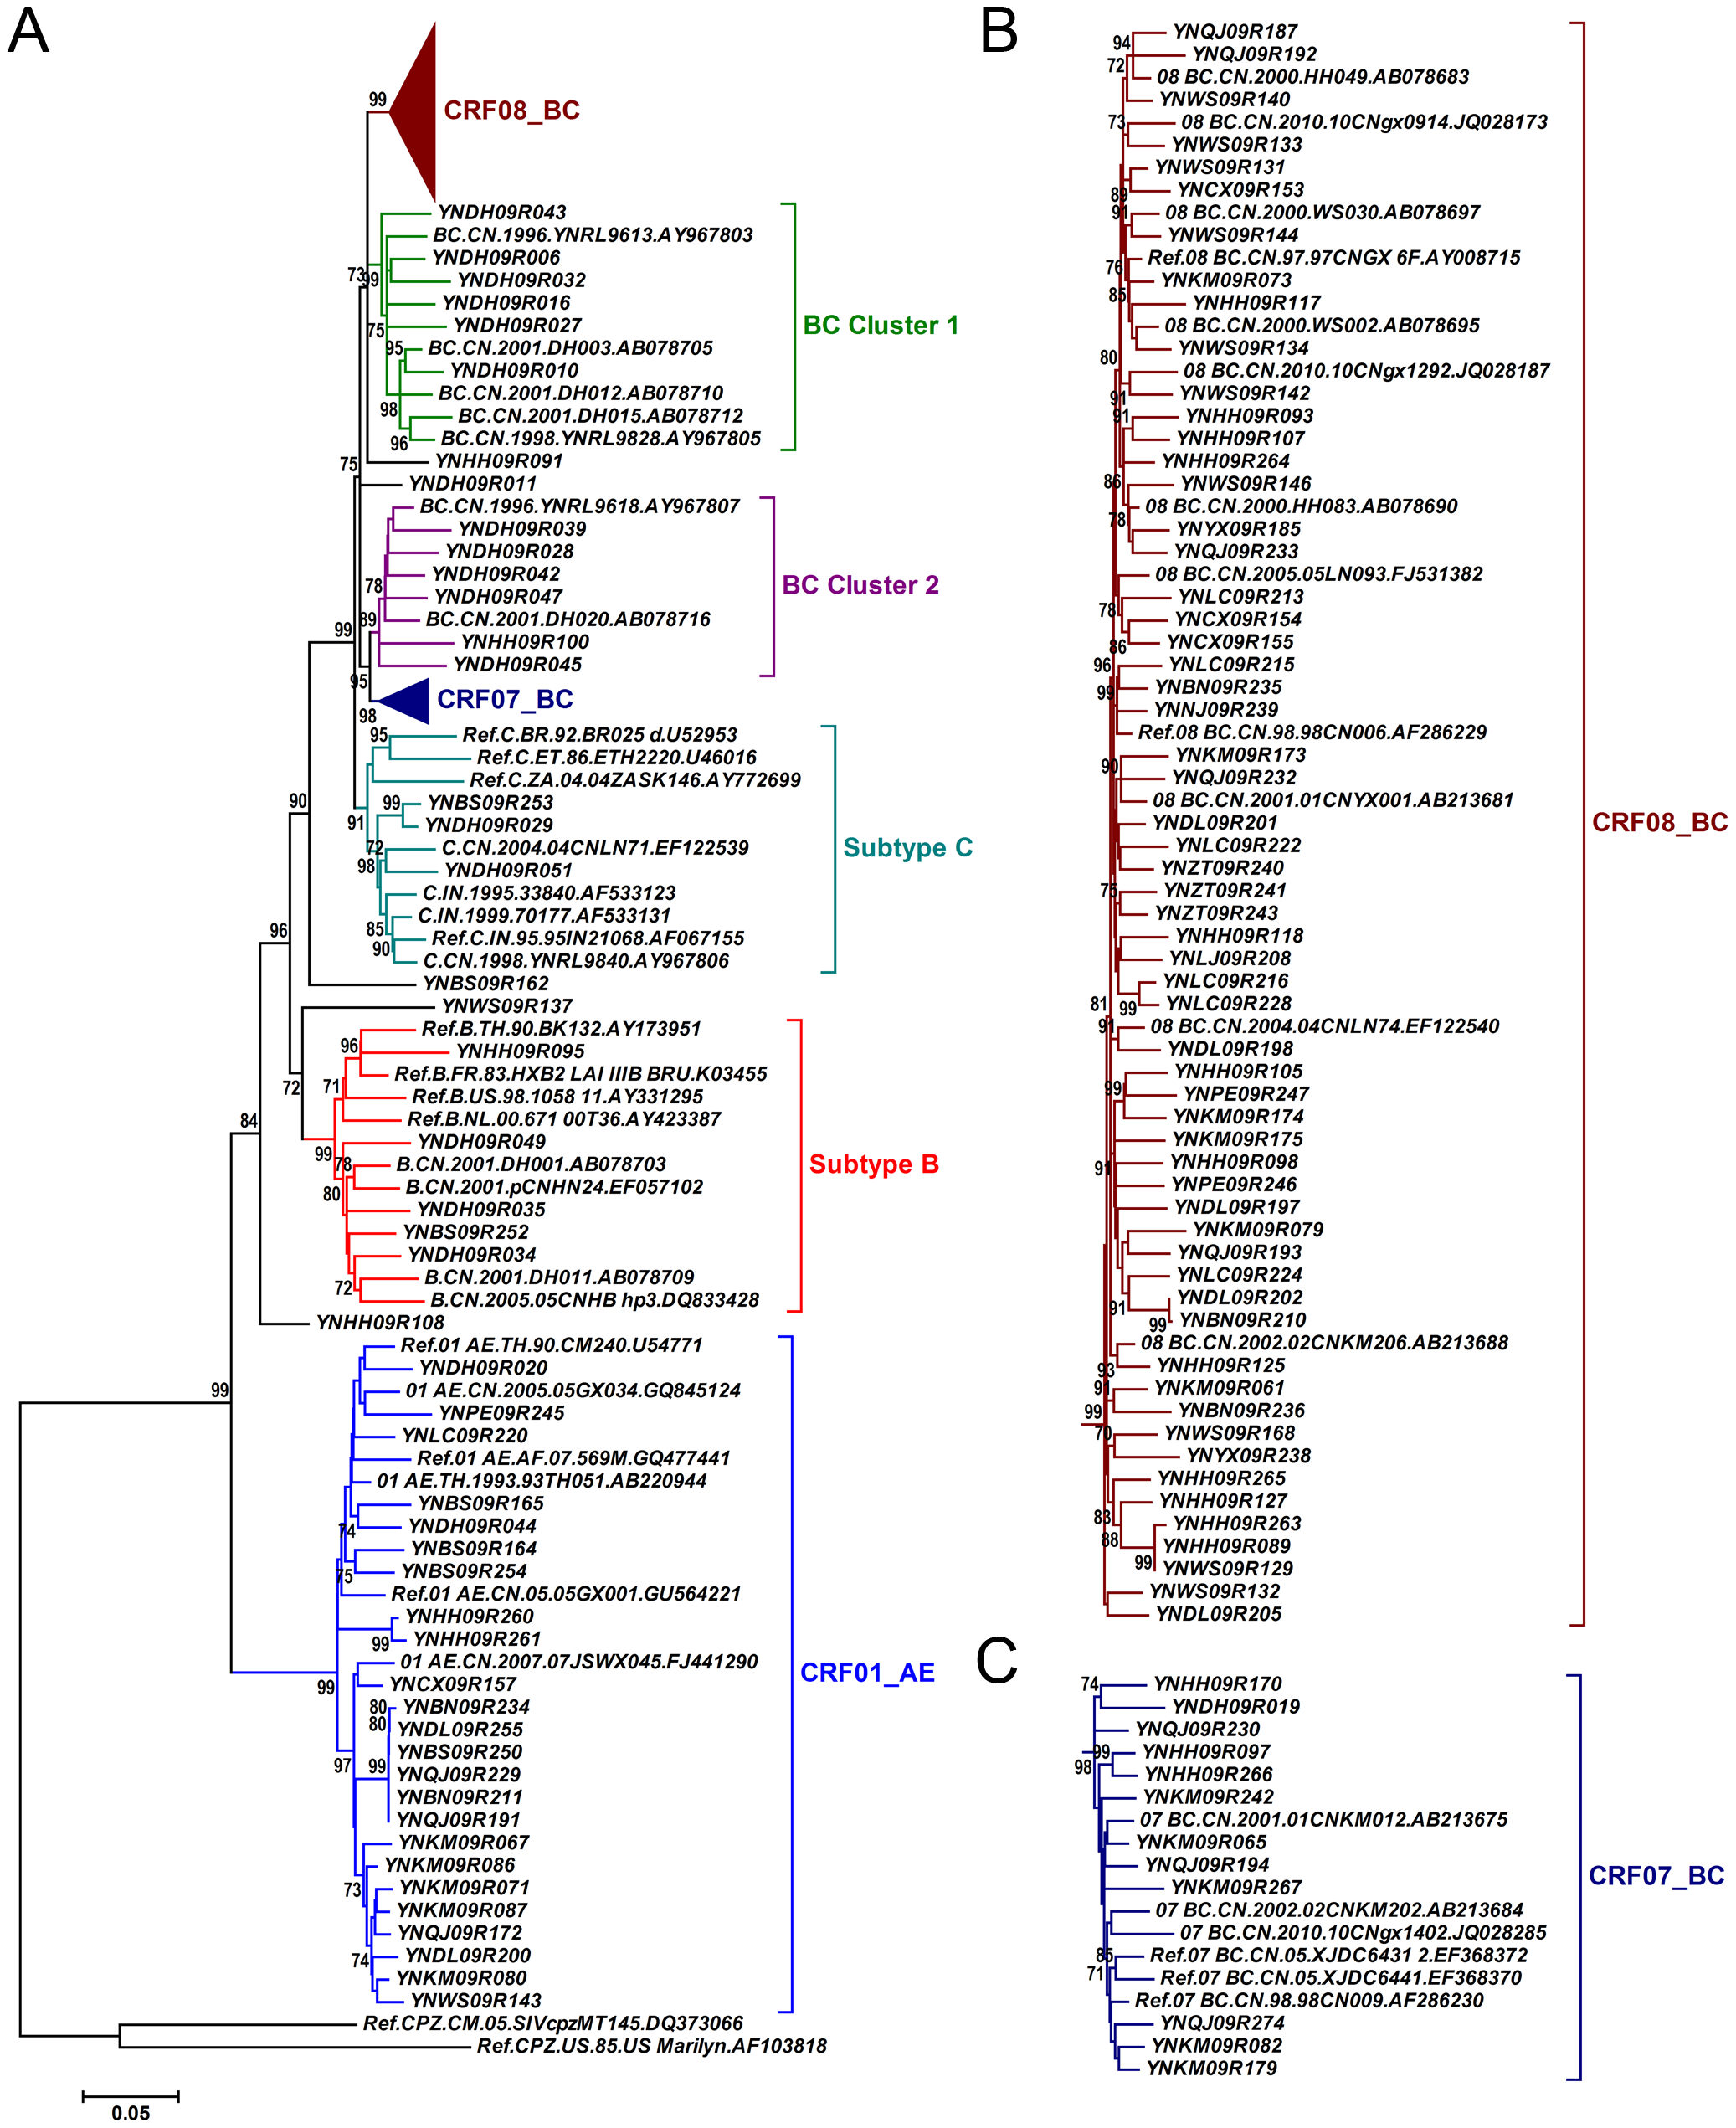 A
99
CRF08_BC
YNDH09R043
BC.CN.1996.YNRL9613.AY967803
YNDH09R006
73
99
YNDH09R032
YNDH09R016
75
YNDH09R027
BC Cluster 1
95
BC.CN.2001.DH003.AB078705
YNDH09R010
BC.CN.2001.DH012.AB078710
98
BC.CN.2001.DH015.AB078712
96
BC.CN.1998.YNRL9828.AY967805
75
YNHH09R091
YNDH09R011
BC.CN.1996.YNRL9618.AY967807
YNDH09R039
YNDH09R028
YNDH09R042
78
BC Cluster 2
YNDH09R047
89
BC.CN.2001.DH020.AB078716
99
YNHH09R100
YNDH09R045
95
CRF07_BC
98
95
Ref.C.BR.92.BR025 d.U52953
Ref.C.ET.86.ETH2220.U46016
Ref.C.ZA.04.04ZASK146.AY772699
90
99
YNBS09R253
91
YNDH09R029
72
C.CN.2004.04CNLN71.EF122539
Subtype C
98
YNDH09R051
C.IN.1995.33840.AF533123
C.IN.1999.70177.AF533131
96
85
Ref.C.IN.95.95IN21068.AF067155
90
C.CN.1998.YNRL9840.AY967806
YNBS09R162
YNWS09R137
Ref.B.TH.90.BK132.AY173951
96
YNHH09R095
Ref.B.FR.83.HXB2 LAI IIIB BRU.K03455
72
71
Ref.B.US.98.1058 11.AY331295
84
Ref.B.NL.00.671 00T36.AY423387
99
YNDH09R049
78
B.CN.2001.DH001.AB078703
Subtype B
80
B.CN.2001.pCNHN24.EF057102
YNDH09R035
YNBS09R252
YNDH09R034
72
B.CN.2001.DH011.AB078709
B.CN.2005.05CNHB hp3.DQ833428
YNHH09R108
Ref.01 AE.TH.90.CM240.U54771
YNDH09R020
99
01 AE.CN.2005.05GX034.GQ845124
YNPE09R245
YNLC09R220
Ref.01 AE.AF.07.569M.GQ477441
01 AE.TH.1993.93TH051.AB220944
YNBS09R165
74
YNDH09R044
YNBS09R164
75
YNBS09R254
Ref.01 AE.CN.05.05GX001.GU564221
YNHH09R260
99
YNHH09R261
01 AE.CN.2007.07JSWX045.FJ441290
CRF01_AE
99
YNCX09R157
80
YNBN09R234
80
YNDL09R255
YNBS09R250
97
99
YNQJ09R229
YNBN09R211
YNQJ09R191
YNKM09R067
YNKM09R086
73
YNKM09R071
YNKM09R087
YNQJ09R172
74
YNDL09R200
YNKM09R080
YNWS09R143
Ref.CPZ.CM.05.SIVcpzMT145.DQ373066
Ref.CPZ.US.85.US Marilyn.AF103818
0.05
B
YNQJ09R187
94
YNQJ09R192
72
08 BC.CN.2000.HH049.AB078683
YNWS09R140
73
08 BC.CN.2010.10CNgx0914.JQ028173
YNWS09R133
YNWS09R131
89
YNCX09R153
91
08 BC.CN.2000.WS030.AB078697
YNWS09R144
Ref.08 BC.CN.97.97CNGX 6F.AY008715
76
YNKM09R073
85
YNHH09R117
08 BC.CN.2000.WS002.AB078695
80
YNWS09R134
08 BC.CN.2010.10CNgx1292.JQ028187
91
YNWS09R142
91
YNHH09R093
YNHH09R107
YNHH09R264
86
YNWS09R146
08 BC.CN.2000.HH083.AB078690
78
YNYX09R185
YNQJ09R233
08 BC.CN.2005.05LN093.FJ531382
78
YNLC09R213
YNCX09R154
86
YNCX09R155
96
YNLC09R215
99
YNBN09R235
YNNJ09R239
Ref.08 BC.CN.98.98CN006.AF286229
90
YNKM09R173
YNQJ09R232
08 BC.CN.2001.01CNYX001.AB213681
CRF08_BC
YNDL09R201
YNLC09R222
YNZT09R240
75
YNZT09R241
YNZT09R243
YNHH09R118
YNLJ09R208
YNLC09R216
81
99
YNLC09R228
91
08 BC.CN.2004.04CNLN74.EF122540
YNDL09R198
YNHH09R105
99
YNPE09R247
YNKM09R174
YNKM09R175
91
YNHH09R098
YNPE09R246
YNDL09R197
YNKM09R079
YNQJ09R193
YNLC09R224
91
YNDL09R202
99
YNBN09R210
08 BC.CN.2002.02CNKM206.AB213688
93
YNHH09R125
91
YNKM09R061
99
YNBN09R236
70
YNWS09R168
YNYX09R238
YNHH09R265
YNHH09R127
83
YNHH09R263
88
YNHH09R089
99
YNWS09R129
YNWS09R132
YNDL09R205
C
74
YNHH09R170
YNDH09R019
YNQJ09R230
99
YNHH09R097
98
YNHH09R266
YNKM09R242
07 BC.CN.2001.01CNKM012.AB213675
YNKM09R065
YNQJ09R194
CRF07_BC
YNKM09R267
07 BC.CN.2002.02CNKM202.AB213684
07 BC.CN.2010.10CNgx1402.JQ028285
85
Ref.07 BC.CN.05.XJDC6431 2.EF368372
71
Ref.07 BC.CN.05.XJDC6441.EF368370
Ref.07 BC.CN.98.98CN009.AF286230
YNQJ09R274
YNKM09R082
YNKM09R179